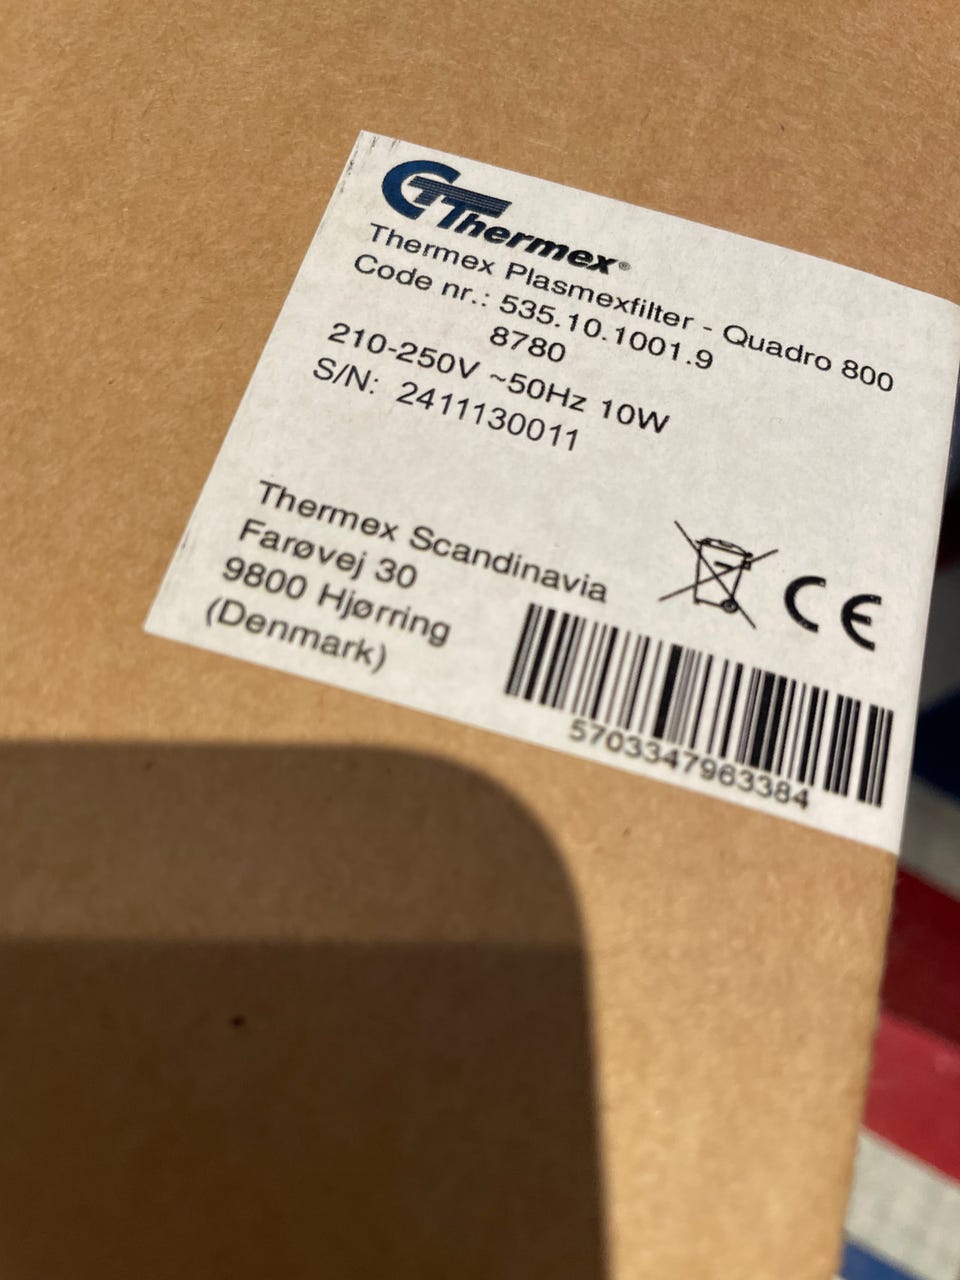 Thermex®
Thermex Plasmexfilter - Quadro 800
Code nr.: 535.10.1001.9
8780
210-250V ~50Hz 10W
S/N: 2411130011
Thermex Scandinavia
Farøvej 30
9800 Hjørring
(Denmark)
CE
5703347963384